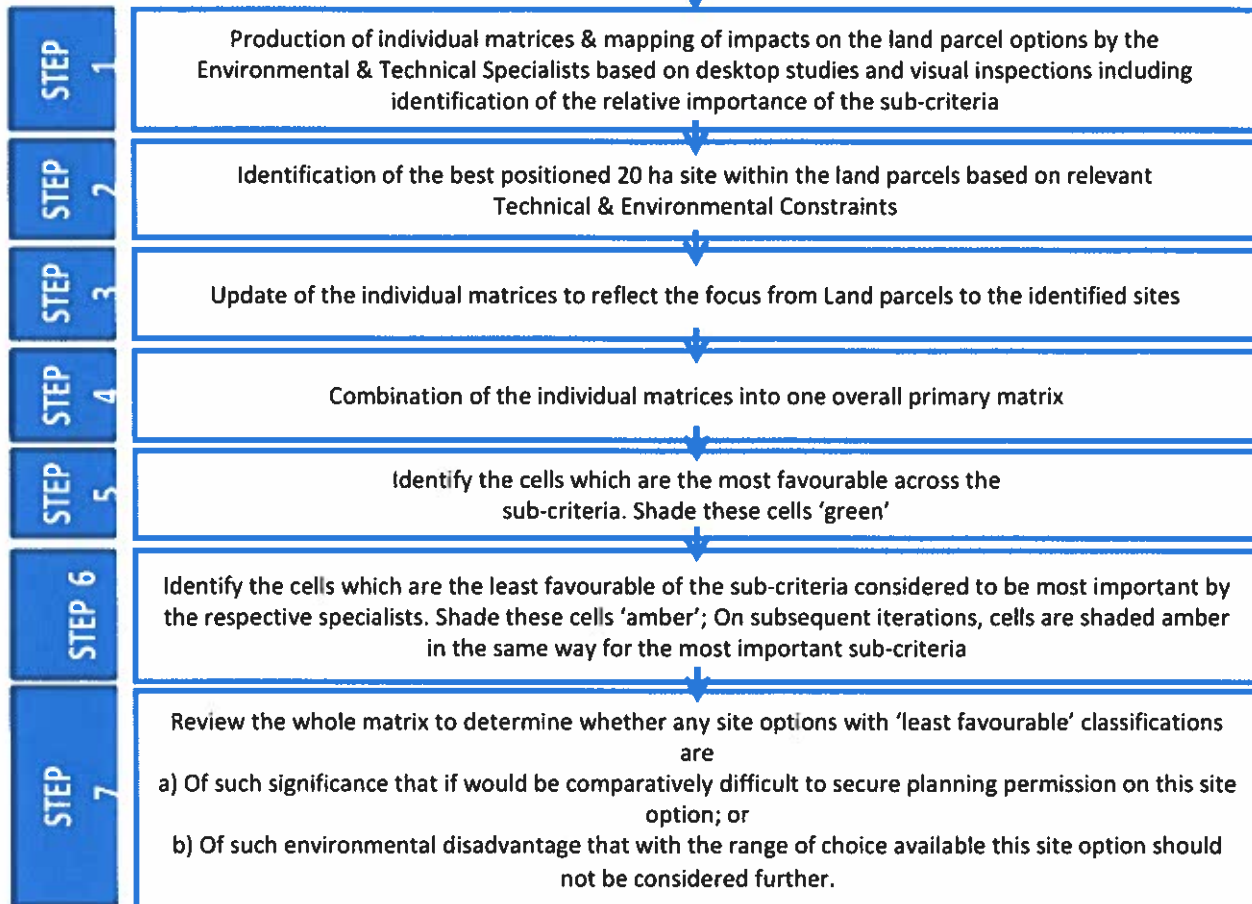 STEP 1
Production of individual matrices & mapping of impacts on the land parcel options by the
Environmental & Technical Specialists based on desktop studies and visual inspections including
identification of the relative importance of the sub-criteria
STEP 2
Identification of the best positioned 20 ha site within the land parcels based on relevant
Technical & Environmental Constraints
STEP 3
Update of the individual matrices to reflect the focus from Land parcels to the identified sites
STEP 4
Combination of the individual matrices into one overall primary matrix
STEP 5
Identify the cells which are the most favourable across the
sub-criteria. Shade these cells 'green'
STEP 6
Identify the cells which are the least favourable of the sub-criteria considered to be most important by
the respective specialists. Shade these cells 'amber'; On subsequent iterations, cells are shaded amber
in the same way for the most important sub-criteria
STEP 7
Review the whole matrix to determine whether any site options with 'least favourable' classifications
are
a) Of such significance that if would be comparatively difficult to secure planning permission on this site
option; or
b) Of such environmental disadvantage that with the range of choice available this site option should
not be considered further.